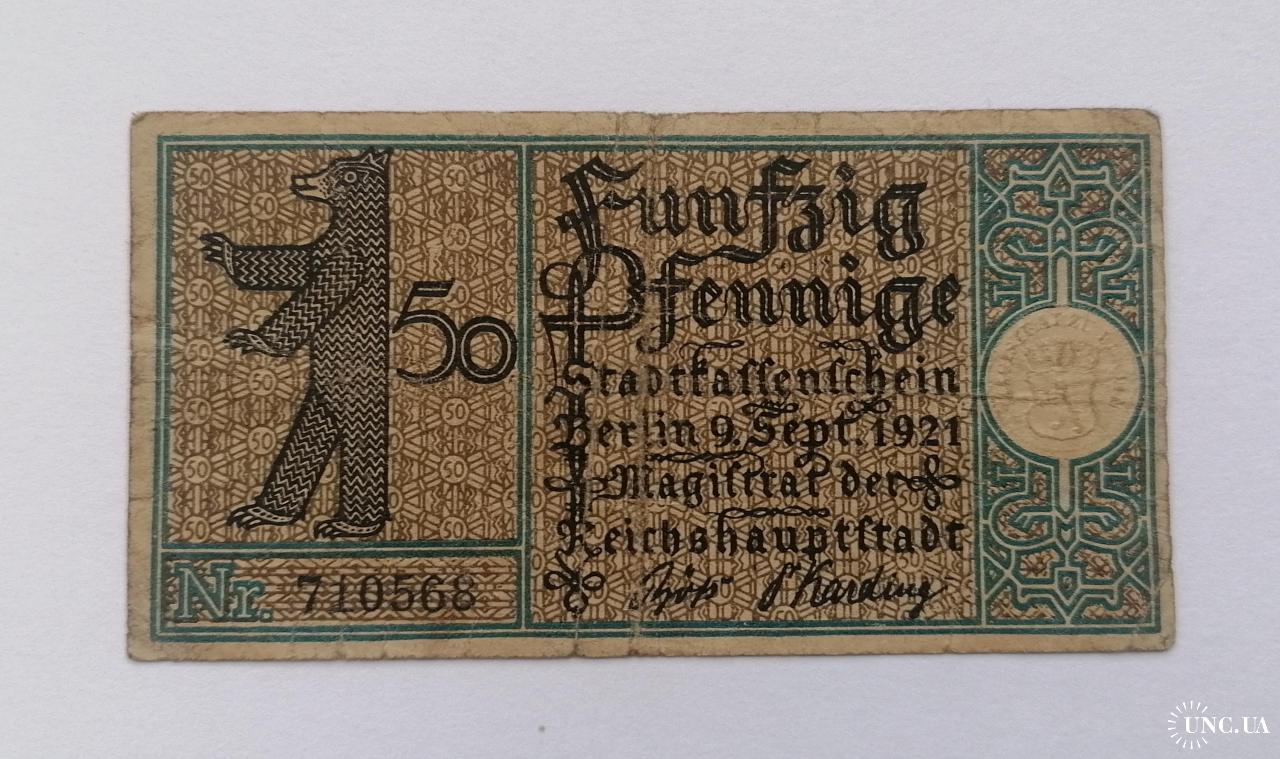 50
Funfzig
Pfennige
Stadtkassenschein
Berlin 9. Sept. 1921
Magistrat der
Reichshauptstadt
Nr. 710568
UNC.UA